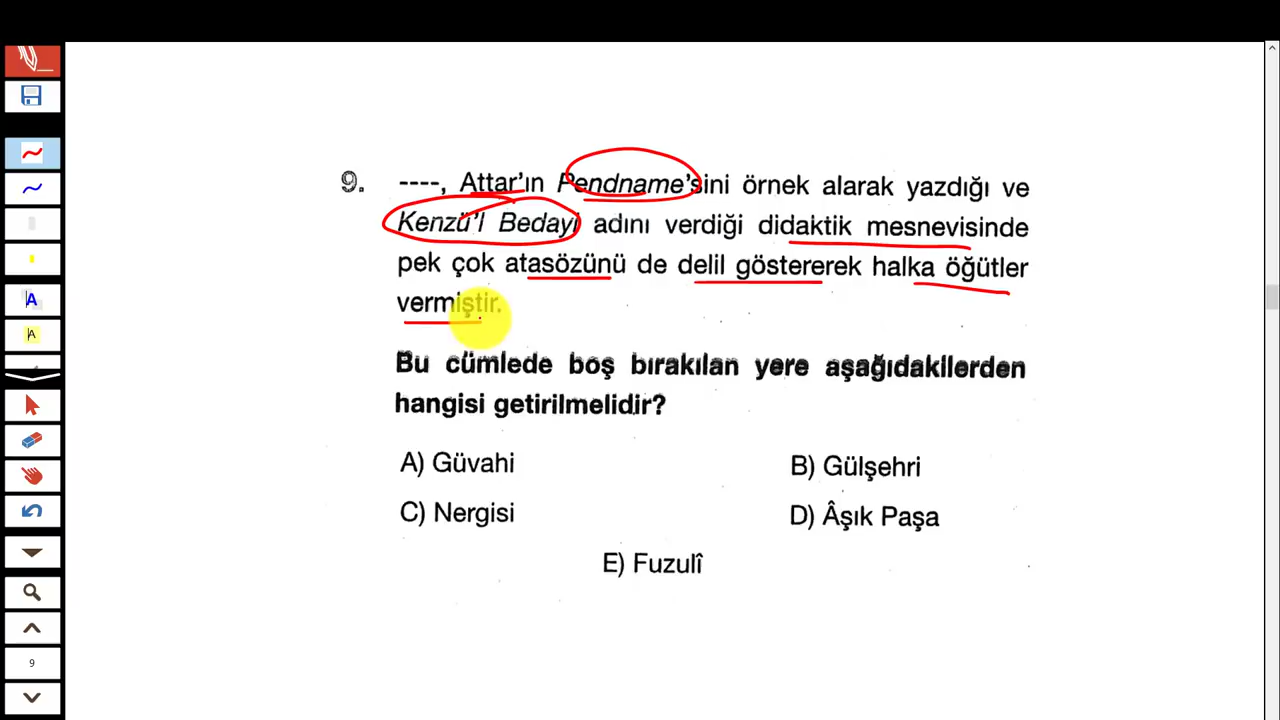 9. ----, Attar'ın Pendname'sini örnek alarak yazdığı ve
Kenzü'l Bedayi adını verdiği didaktik mesnevisinde
pek çok atasözünü de delil göstererek halka öğütler
vermiştir.
Bu cümlede boş bırakılan yere aşağıdakilerden
hangisi getirilmelidir?
A) Güvahi
B) Gülşehri
C) Nergisi
D) Âşık Paşa
E) Fuzulî
A
A
9